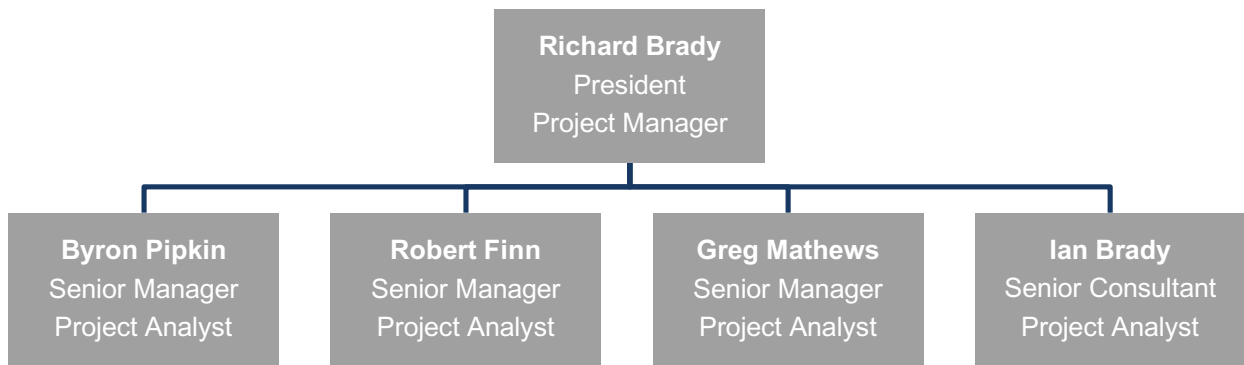 Richard Brady
President
Project Manager
Byron Pipkin
Senior Manager
Project Analyst
Robert Finn
Senior Manager
Project Analyst
Greg Mathews
Senior Manager
Project Analyst
Ian Brady
Senior Consultant
Project Analyst